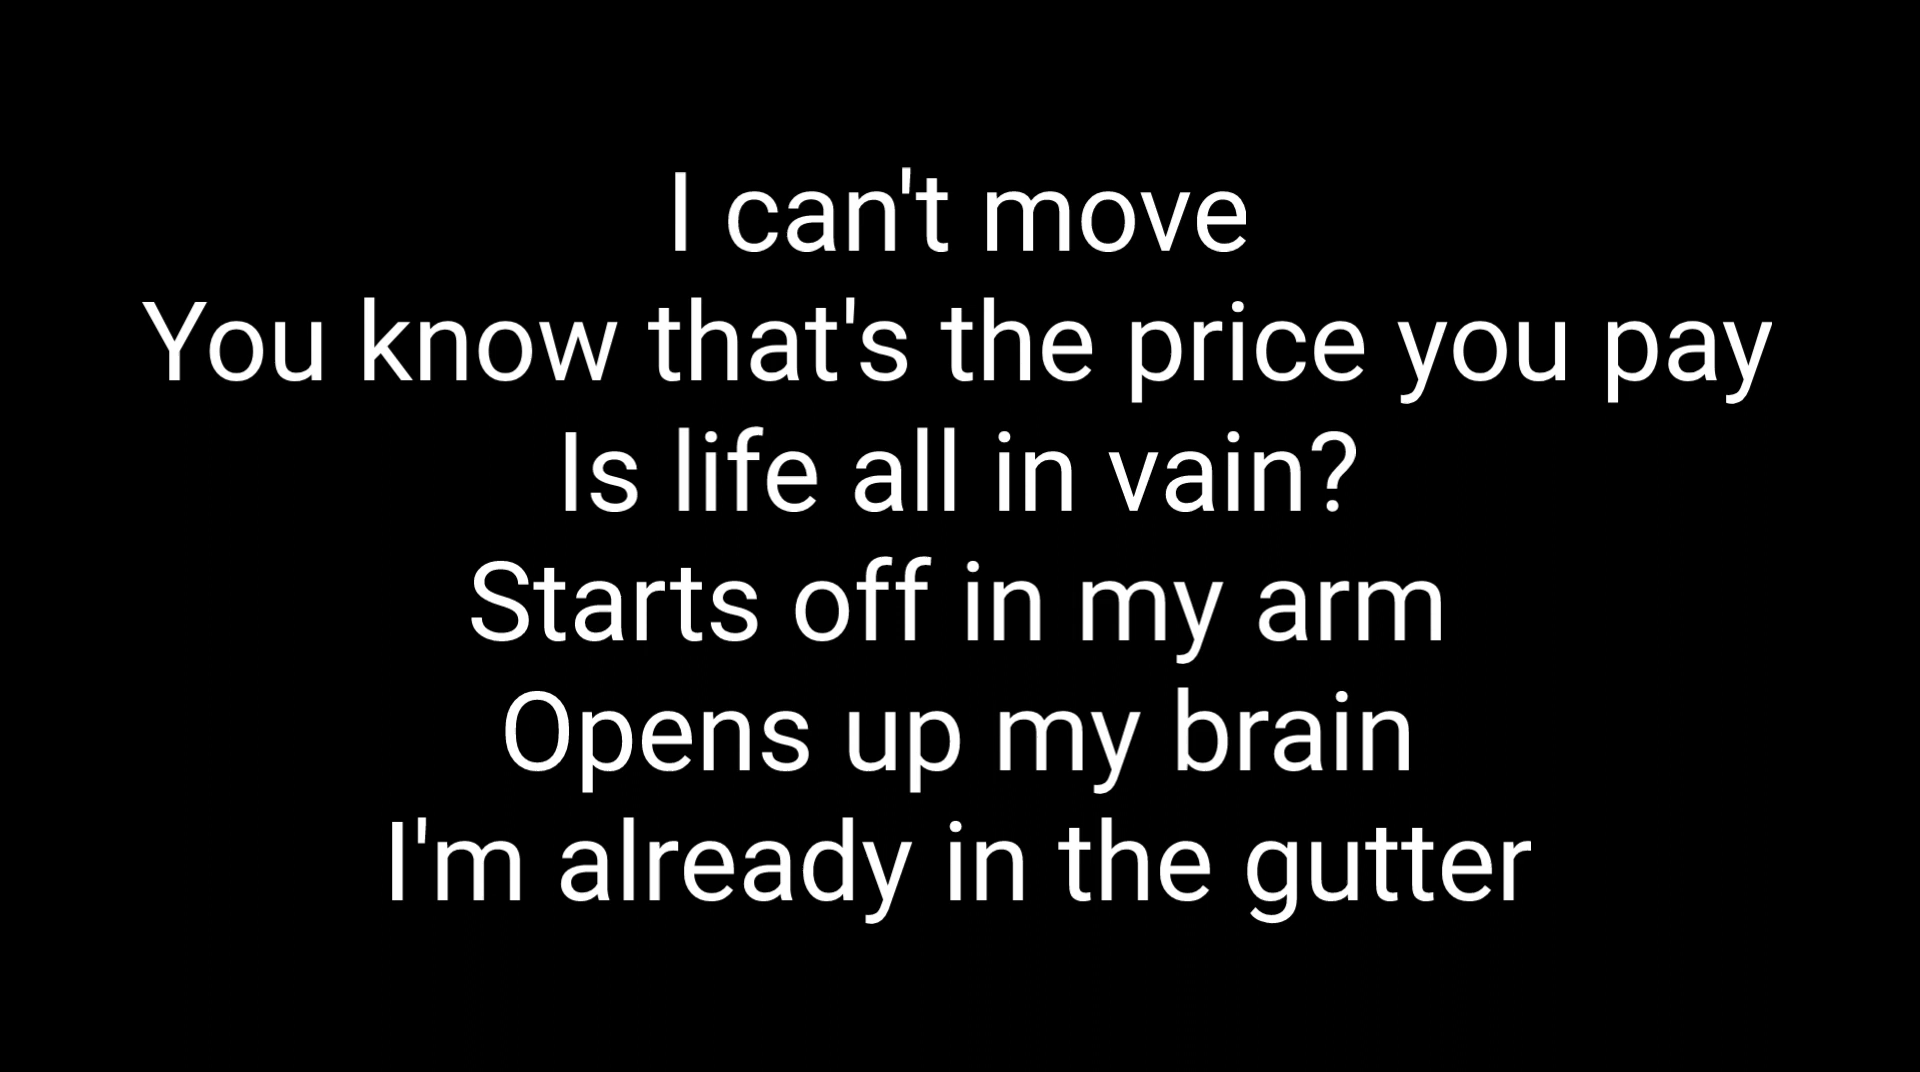 I can't move
You know that's the price you pay
Is life all in vain?
Starts off in my arm
Opens up my brain
I'm already in the gutter